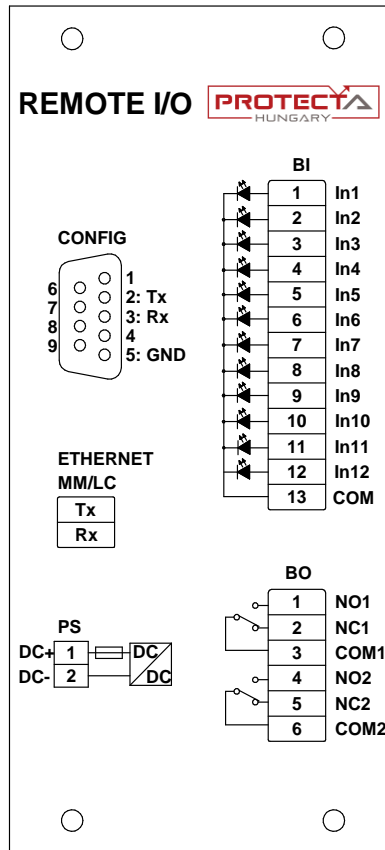 REMOTE I/O
PROTECTA
HUNGARY
BI
1 In1
2 In2
3 In3
4 In4
5 In5
6 In6
7 In7
8 In8
9 In9
10 In10
11 In11
12 In12
13 COM
CONFIG
1
6
2: Tx
7
3: Rx
8
4
9
5: GND
ETHERNET
MM/LC
Tx
Rx
PS
DC+ 1 DC
DC- 2 DC
BO
1 NO1
2 NC1
3 COM1
4 NO2
5 NC2
6 COM2